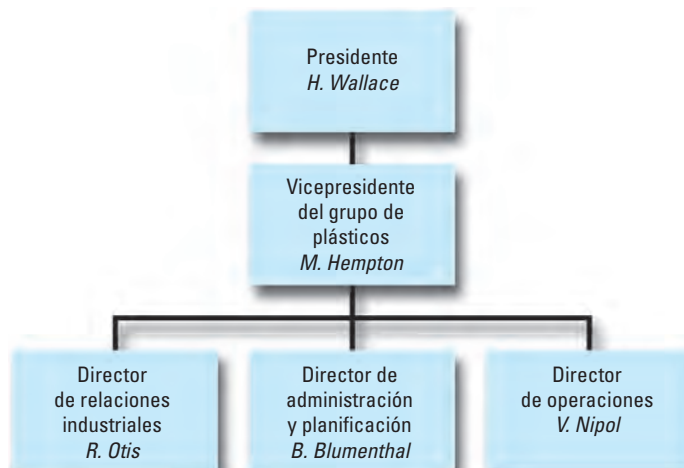 Presidente
H. Wallace
Vicepresidente
del grupo de
plásticos
M. Hempton
Director
de relaciones
industriales
R. Otis
Director de
administración
y planificación
B. Blumenthal
Director
de operaciones
V. Nipol